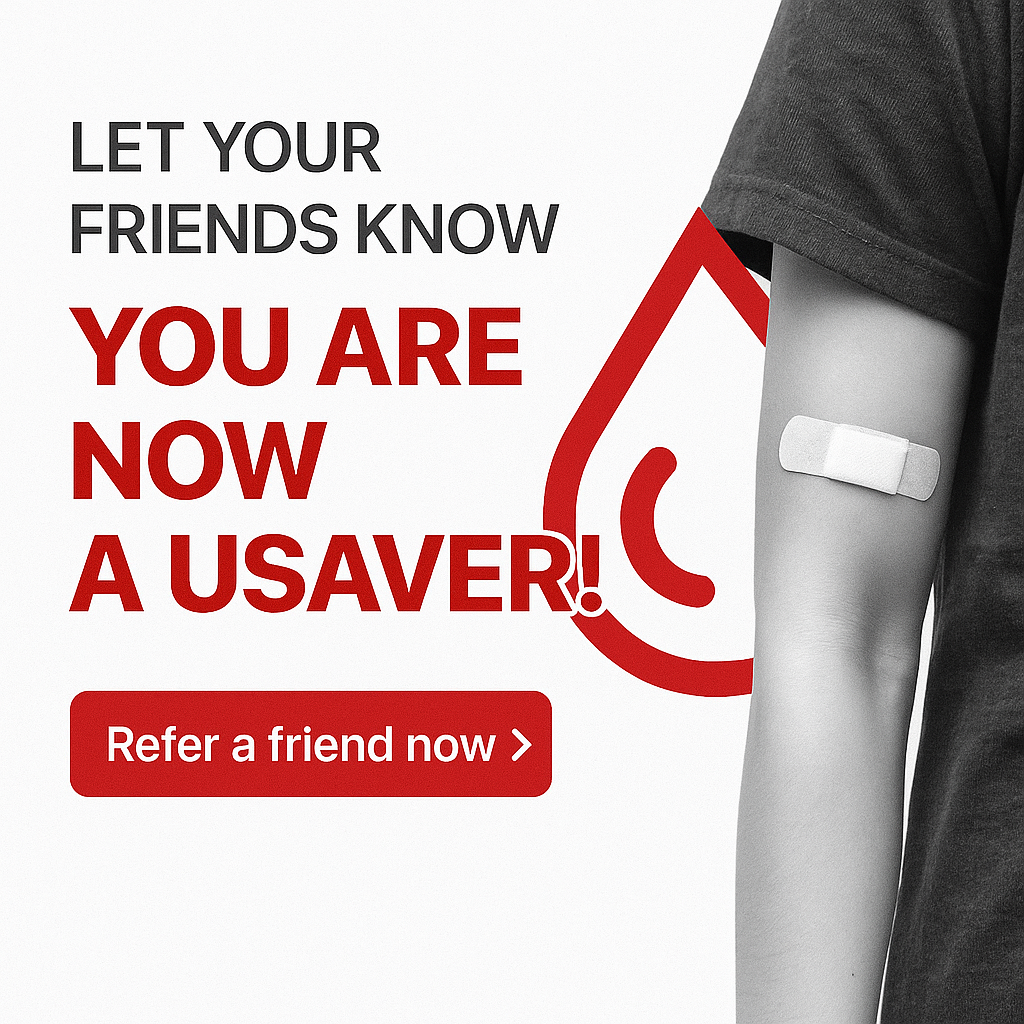 LET YOUR
FRIENDS KNOW
YOU ARE
NOW
A USAVER!
Refer a friend now >